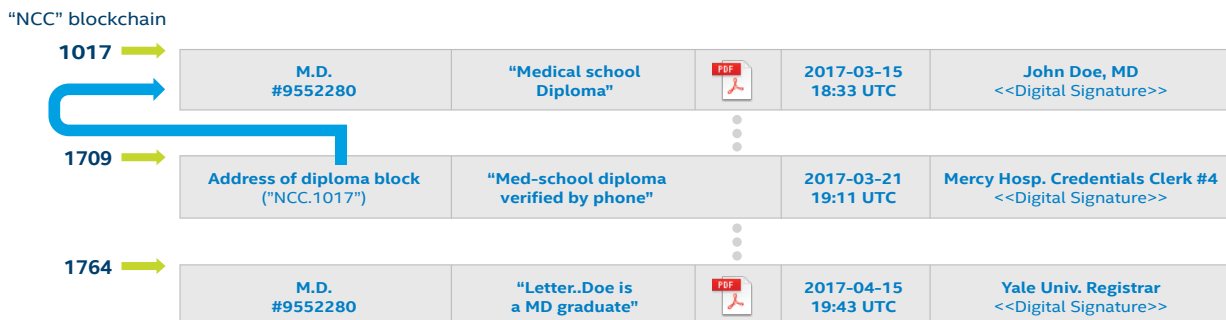 “NCC” blockchain
1017
M.D.
#9552280
“Medical school
Diploma”
PDF
2017-03-15
18:33 UTC
John Doe, MD
<<Digital Signature>>
1709
Address of diploma block
(”NCC.1017”)
“Med-school diploma
verified by phone”
2017-03-21
19:11 UTC
Mercy Hosp. Credentials Clerk #4
<<Digital Signature>>
1764
M.D.
#9552280
“Letter..Doe is
a MD graduate”
PDF
2017-04-15
19:43 UTC
Yale Univ. Registrar
<<Digital Signature>>